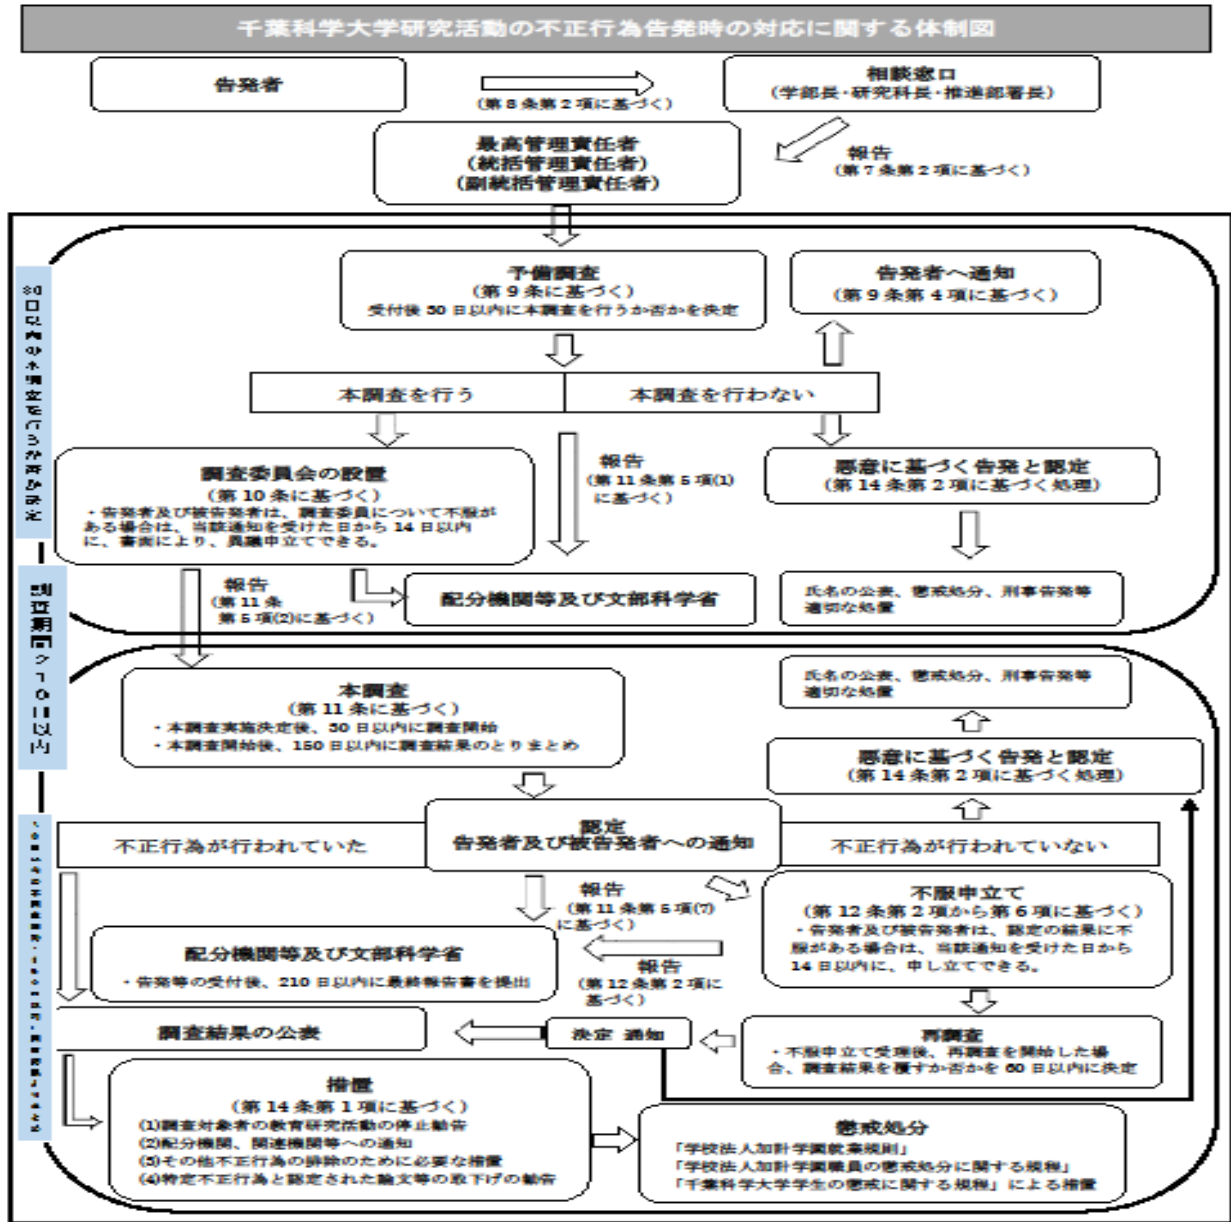 千葉科学大学研究活動の不正行為告発時の対応に関する体制図
告発者
(第8条第2項に基づく)
相談窓口
(学部長・研究科長・推進部署長)
最高管理責任者
(統括管理責任者)
(副統括管理責任者)
報告
(第7条第2項に基づく)
予備調査
(第9条に基づく)
受付後30日以内に本調査を行うか否かを決定
告発者へ通知
(第9条第4項に基づく)
本調査を行う
本調査を行わない
調査委員会の設置
(第10条に基づく)
・告発者及び被告発者は、調査委員について不服が
ある場合は、当該通知を受けた日から14日以内
に、書面により、異議申立てできる。
報告
(第11条第5項(1)
に基づく)
悪意に基づく告発と認定
(第14条第2項に基づく処理)
報告
(第11条
第5項(2)に基づく)
配分機関等及び文部科学省
氏名の公表、懲戒処分、刑事告発等
適切な処置
調査期間210日以内
本調査
(第11条に基づく)
・本調査実施決定後、30日以内に調査開始
・本調査開始後、150日以内に調査結果のとりまとめ
氏名の公表、懲戒処分、刑事告発等
適切な処置
悪意に基づく告発と認定
(第14条第2項に基づく処理)
不正行為が行われていた
認定
告発者及び被告発者への通知
不正行為が行われていない
報告
(第11条第5項(7)
に基づく)
不服申立て
(第12条第2項から第6項に基づく)
・告発者及び被告発者は、認定の結果に不
服がある場合は、当該通知を受けた日から
14日以内に、申し立てできる。
配分機関等及び文部科学省
・告発等の受付後、210日以内に最終報告書を提出
報告
(第12条第2項に
基づく)
調査結果の公表
決定 通知
再調査
・不服申立て受理後、再調査を開始した場
合、調査結果を覆すか否かを60日以内に決定
措置
(第14条第1項に基づく)
(1)調査対象者の教育研究活動の停止勧告
(2)配分機関、関連機関等への通知
(3)その他不正行為の排除のために必要な措置
(4)特定不正行為と認定された論文等の取下げの勧告
懲戒処分
「学校法人加計学園就業規則」
「学校法人加計学園職員の懲戒処分に関する規程」
「千葉科学大学学生の懲戒に関する規程」による措置